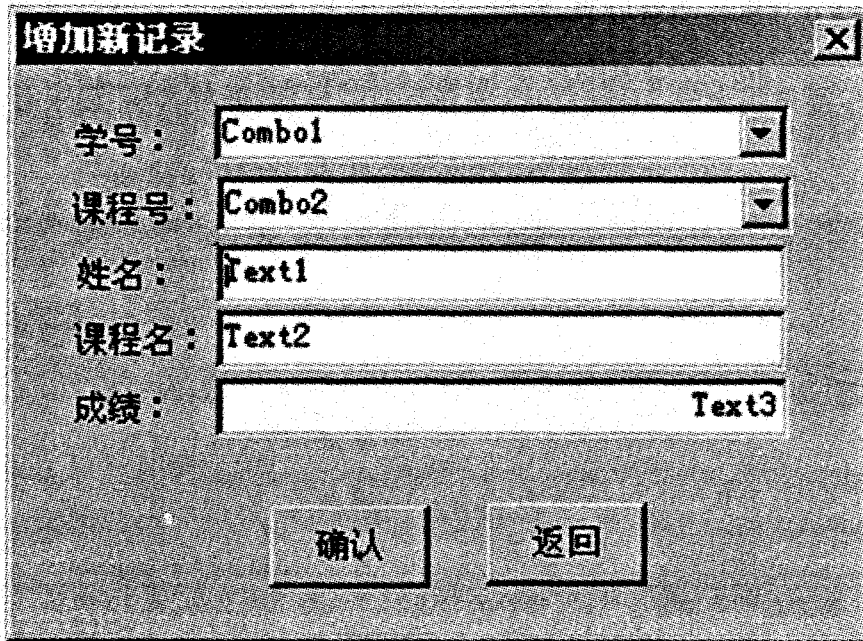 增加新记录
学号： Combo1
课程号： Combo2
姓名： Text1
课程名： Text2
成绩： Text3
确认 返回